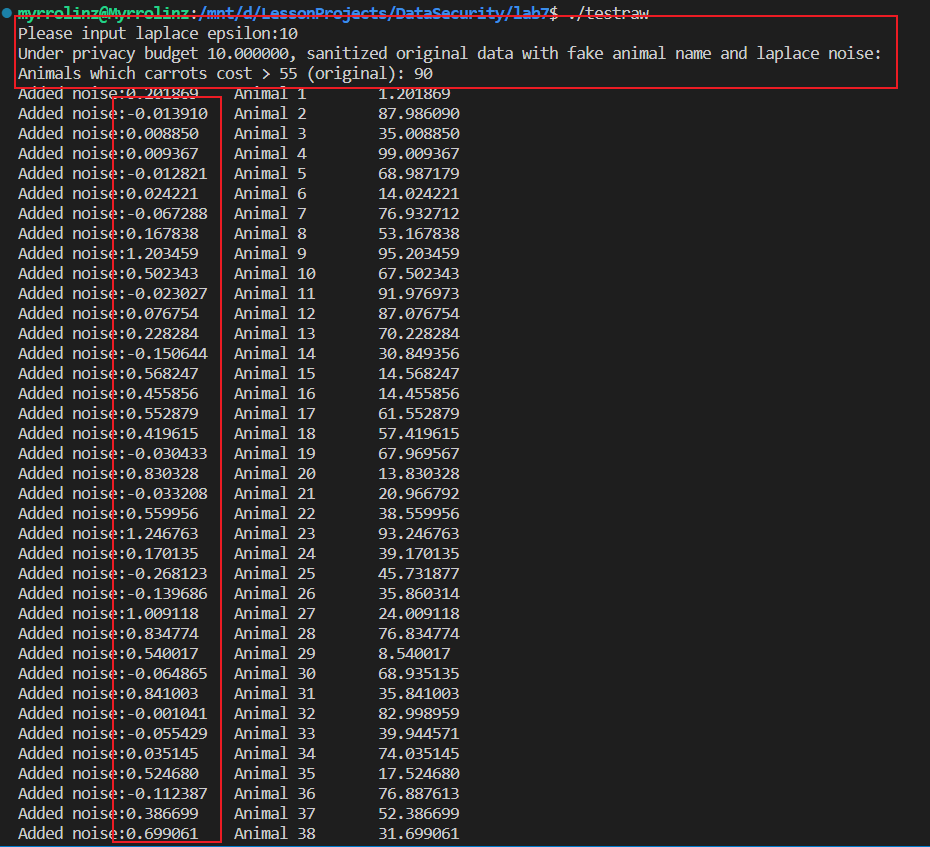 myrrolinz@Myrrolinz:/mnt/d/LessonProjects/DataSecurity/lab7$ ./testraw
Please input laplace epsilon:10
Under privacy budget 10.000000, sanitized original data with fake animal name and laplace noise:
Animals which carrots cost > 55 (original): 90
Added noise:0.201869 Animal 1 1.201869
Added noise:-0.013910 Animal 2 87.986090
Added noise:0.008850 Animal 3 35.008850
Added noise:0.009367 Animal 4 99.009367
Added noise:-0.012821 Animal 5 68.987179
Added noise:0.024221 Animal 6 14.024221
Added noise:-0.067288 Animal 7 76.932712
Added noise:0.167838 Animal 8 53.167838
Added noise:1.203459 Animal 9 95.203459
Added noise:0.502343 Animal 10 67.502343
Added noise:-0.023027 Animal 11 91.976973
Added noise:0.076754 Animal 12 87.076754
Added noise:0.228284 Animal 13 70.228284
Added noise:-0.150644 Animal 14 30.849356
Added noise:0.568247 Animal 15 14.568247
Added noise:0.455856 Animal 16 14.455856
Added noise:0.552879 Animal 17 61.552879
Added noise:0.419615 Animal 18 57.419615
Added noise:-0.030433 Animal 19 67.969567
Added noise:0.830328 Animal 20 13.830328
Added noise:-0.033208 Animal 21 20.966792
Added noise:0.559956 Animal 22 38.559956
Added noise:1.246763 Animal 23 93.246763
Added noise:0.170135 Animal 24 39.170135
Added noise:-0.268123 Animal 25 45.731877
Added noise:-0.139686 Animal 26 35.860314
Added noise:1.009118 Animal 27 24.009118
Added noise:0.834774 Animal 28 76.834774
Added noise:0.540017 Animal 29 8.540017
Added noise:-0.064865 Animal 30 68.935135
Added noise:0.841003 Animal 31 35.841003
Added noise:-0.001041 Animal 32 82.998959
Added noise:-0.055429 Animal 33 39.944571
Added noise:0.035145 Animal 34 74.035145
Added noise:0.524680 Animal 35 17.524680
Added noise:-0.112387 Animal 36 76.887613
Added noise:0.386699 Animal 37 52.386699
Added noise:0.699061 Animal 38 31.699061